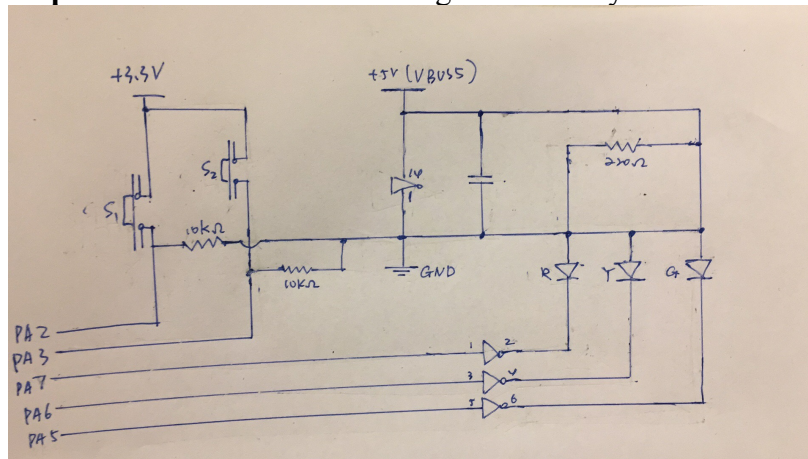 +3.3V
+5V (VBUS5)
S2
S1
10kΩ
14
1
220Ω
10kΩ
GND
R
Y
G
PA2
PA3
PA7
1
2
PA6
3
4
PA5
5
6